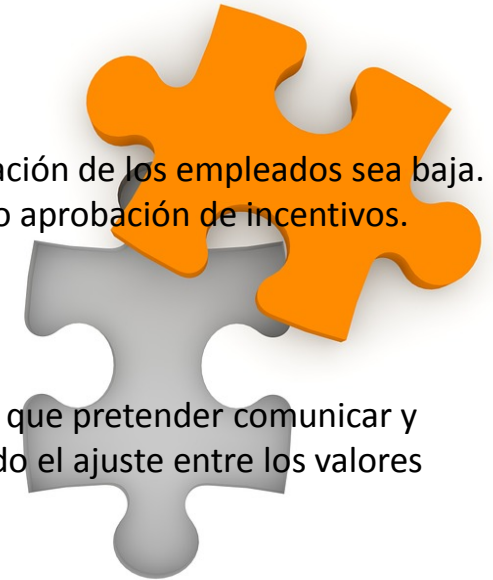 ación de los empleados sea baja.
o aprobación de incentivos.
que pretender comunicar y
do el ajuste entre los valores